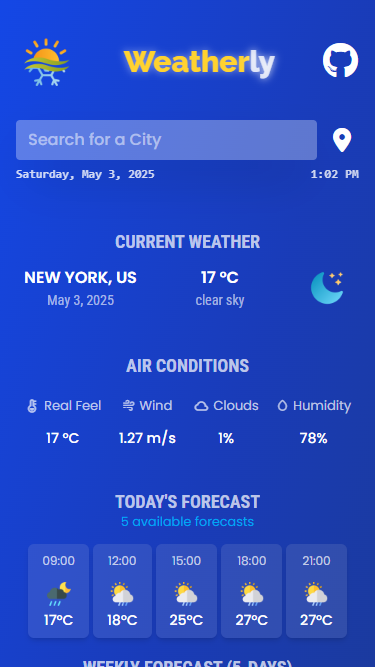 Weatherly
Search for a City
Saturday, May 3, 2025 1:02 PM
CURRENT WEATHER
NEW YORK, US 17 °C
May 3, 2025 clear sky
AIR CONDITIONS
Real Feel Wind Clouds Humidity
17 °C 1.27 m/s 1% 78%
TODAY'S FORECAST
5 available forecasts
09:00 12:00 15:00 18:00 21:00
17°C 18°C 25°C 27°C 27°C
WEEKLY FORECAST (5-DAYS)